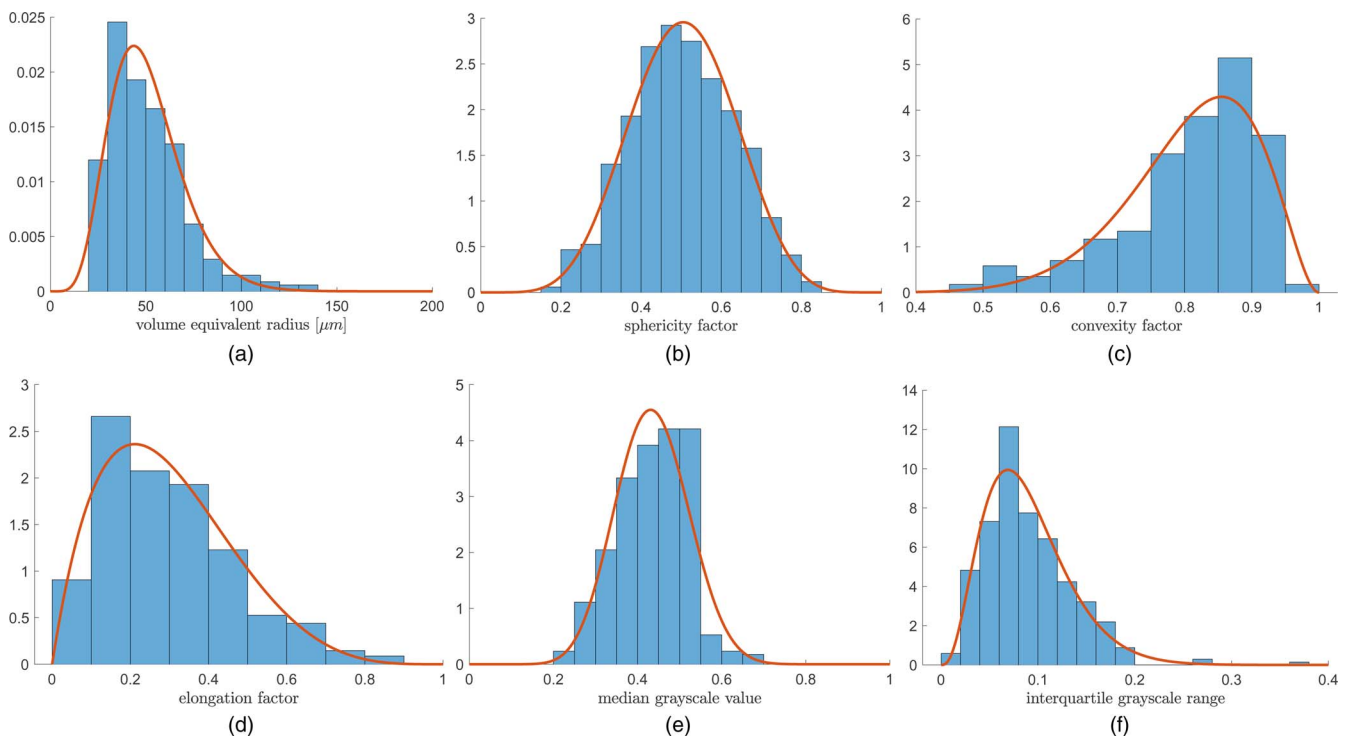 0.025
0.02
0.015
0.01
0.005
0
0 50 100 150 200
volume equivalent radius [μm]
(a)
3
2.5
2
1.5
1
0.5
0
0 0.2 0.4 0.6 0.8 1
sphericity factor
(b)
6
5
4
3
2
1
0
0.4 0.5 0.6 0.7 0.8 0.9 1
convexity factor
(c)
3
2.5
2
1.5
1
0.5
0
0 0.2 0.4 0.6 0.8 1
elongation factor
(d)
5
4
3
2
1
0
0 0.2 0.4 0.6 0.8 1
median grayscale value
(e)
14
12
10
8
6
4
2
0
0 0.1 0.2 0.3 0.4
interquartile grayscale range
(f)